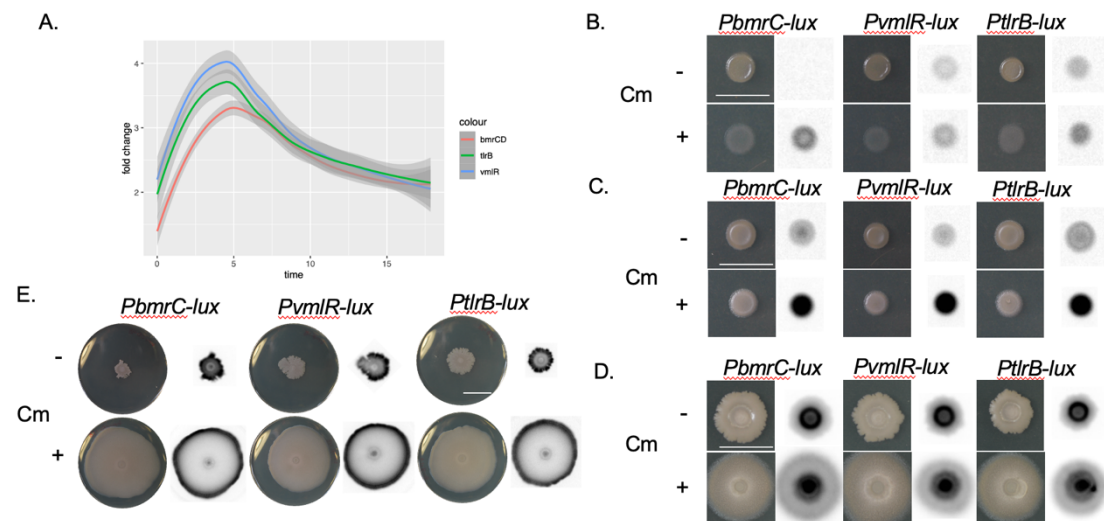 A.
4
3
2
fold change
0
5
10
15
time
colour
bmrCD
tlrB
vmlR
B.
PbmrC-lux PvmlR-lux PtlrB-lux
-
Cm
+
C.
PbmrC-lux PvmlR-lux PtlrB-lux
-
Cm
+
D.
PbmrC-lux PvmlR-lux PtlrB-lux
-
Cm
+
E.
PbmrC-lux PvmlR-lux PtlrB-lux
-
Cm
+